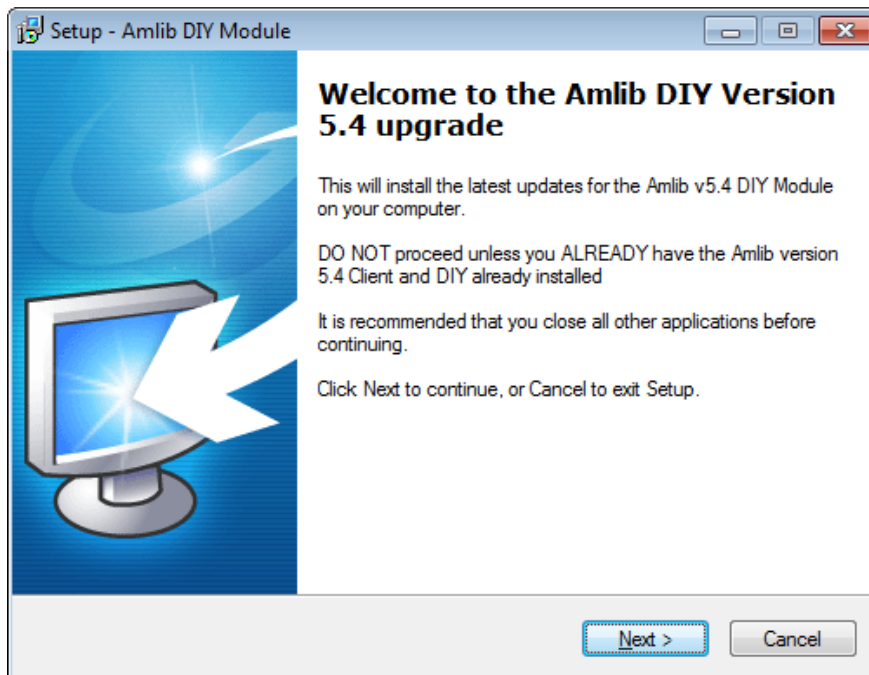 Setup - Amlib DIY Module
Welcome to the Amlib DIY Version
5.4 upgrade
This will install the latest updates for the Amlib v5.4 DIY Module
on your computer.
DO NOT proceed unless you ALREADY have the Amlib version
5.4 Client and DIY already installed
It is recommended that you close all other applications before
continuing.
Click Next to continue, or Cancel to exit Setup.
Next >
Cancel